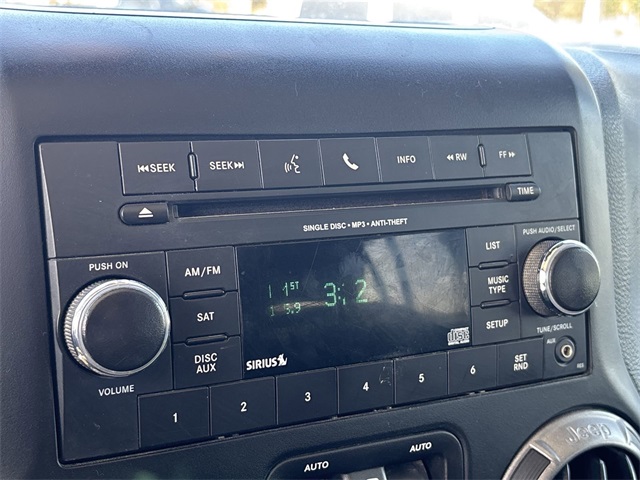 SEEK
SEEK
INFO
RW
FF
TIME
SINGLE DISC • MP3 • ANTI-THEFT
PUSH ON
VOLUME
AM/FM
SAT
DISC
AUX
1ST
3:2
SIRIUS
DISC
LIST
MUSIC
TYPE
SETUP
PUSH AUDIO/SELECT
TUNE/SCROLL
AUX
1
2
3
4
5
6
SET
RND
AUTO
AUTO
Jeep